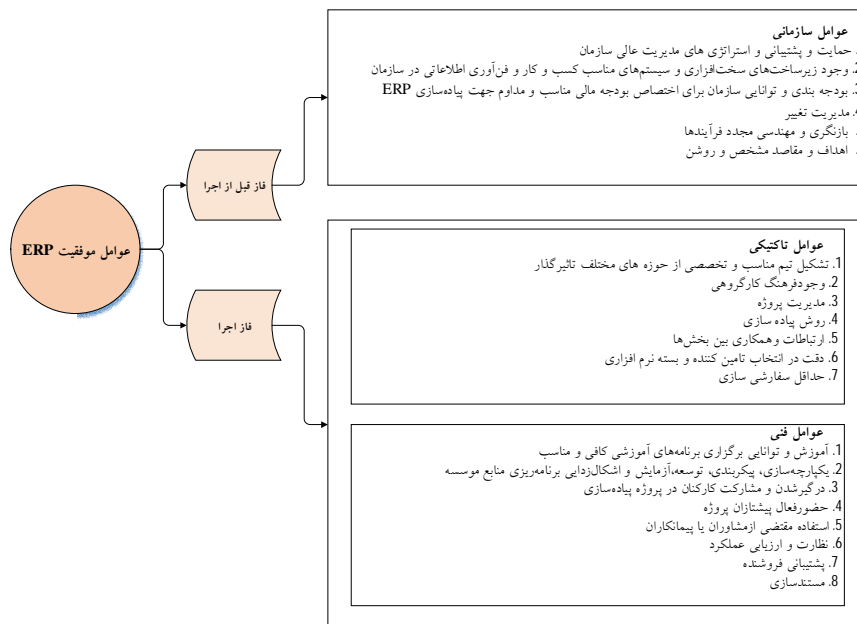 عوامل سازمانی
. حمایت و پشتیبانی و استراتژی های مدیریت عالی سازمان
2. وجود زیرساخت‌های سخت‌افزاری و سیستم‌های مناسب کسب و کار و فن‌آوری اطلاعاتی در سازمان
3. بودجه بندی و توانایی سازمان برای اختصاص بودجه مالی مناسب و مداوم جهت پیاده‌سازی ERP
4. مدیریت تغییر
. بازنگری و مهندسی مجدد فرآیندها
. اهداف و مقاصد مشخص و روشن
فاز قبل از اجرا
عوامل موفقیت ERP
فاز اجرا
عوامل تاکتیکی
1. تشکیل تیم مناسب و تخصصی از حوزه های مختلف تاثیرگذار
2. وجودفرهنگ کارگروهی
3. مدیریت پروژه
4. روش پیاده سازی
5. ارتباطات وهمکاری بین بخش‌ها
6. دقت در انتخاب تامین کننده و بسته نرم افزاری
7. حداقل سفارشی سازی
عوامل فنی
1. آموزش و توانایی برگزاری برنامه‌های آموزشی کافی و مناسب
2. یکپارچه‌سازی، پیکربندی، توسعه،آزمایش و اشکال‌زدایی برنامه‌ریزی منابع موسسه
3. درگیرشدن و مشارکت کارکنان در پروژه پیاده‌سازی
4. حضورفعال پیشتازان پروژه
5. استفاده مقتضی ازمشاوران یا پیمانکاران
6. نظارت و ارزیابی عملکرد
7. پشتیبانی فروشنده
8. مستندسازی